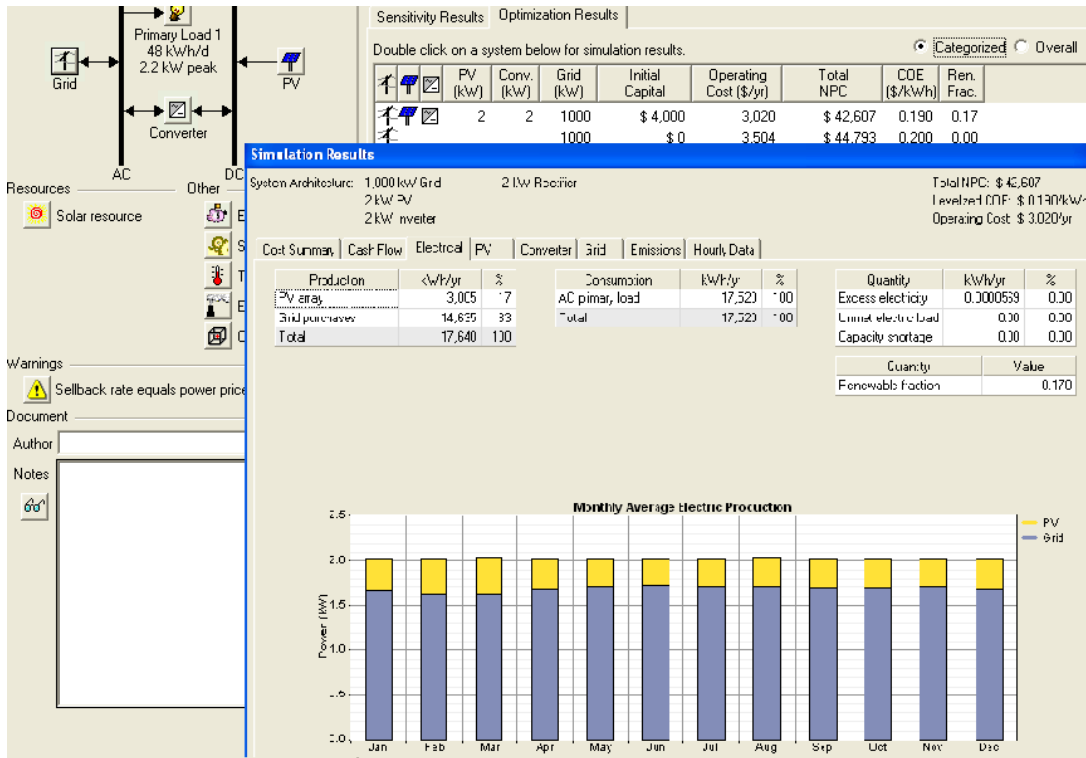 Primary Load 1
48 kWh/d
2.2 kW peak
Grid
PV
Converter
AC
DC
Resources
Other
Solar resource
Warnings
Sellback rate equals power price
Document
Author
Notes
Sensitivity Results Optimization Results
Double click on a system below for simulation results.
Categorized Overall
PV (kW) Conv. (kW) Grid (kW) Initial Capital Operating Cost ($/yr) Total NPC COE ($/kWh) Ren. Frac.
2 2 1000 $ 4,000 3,020 $ 42,607 0.190 0.17
1000 $ 0 3,504 $ 44,793 0.200 0.00
Simulation Results
System Architecture: 1,000 kW Grid 2 kW Rectifier
2 kW PV
2 kW Inverter
Total NPC: $ 42,607
Levelized COE: $ 0.190/kWh
Operating Cost: $ 3,020/yr
Cost Summary Cash Flow Electrical PV Converter Grid Emissions Hourly Data
Production kWh/yr %
PV array 3,005 17
Grid purchases 14,635 83
Total 17,640 100
Consumption kWh/yr %
AC primary load 17,520 100
Total 17,520 100
Quantity kWh/yr %
Excess electricity 0.00
Unmet electric load 0.00 0.00
Capacity shortage 0.00 0.00
Quantity Value
Renewable fraction 0.170
Monthly Average Electric Production
PV
Grid
Power (kW)
2.5
2.0
1.5
1.0
0.5
0.0
Jan Feb Mar Apr May Jun Jul Aug Sep Oct Nov Dec